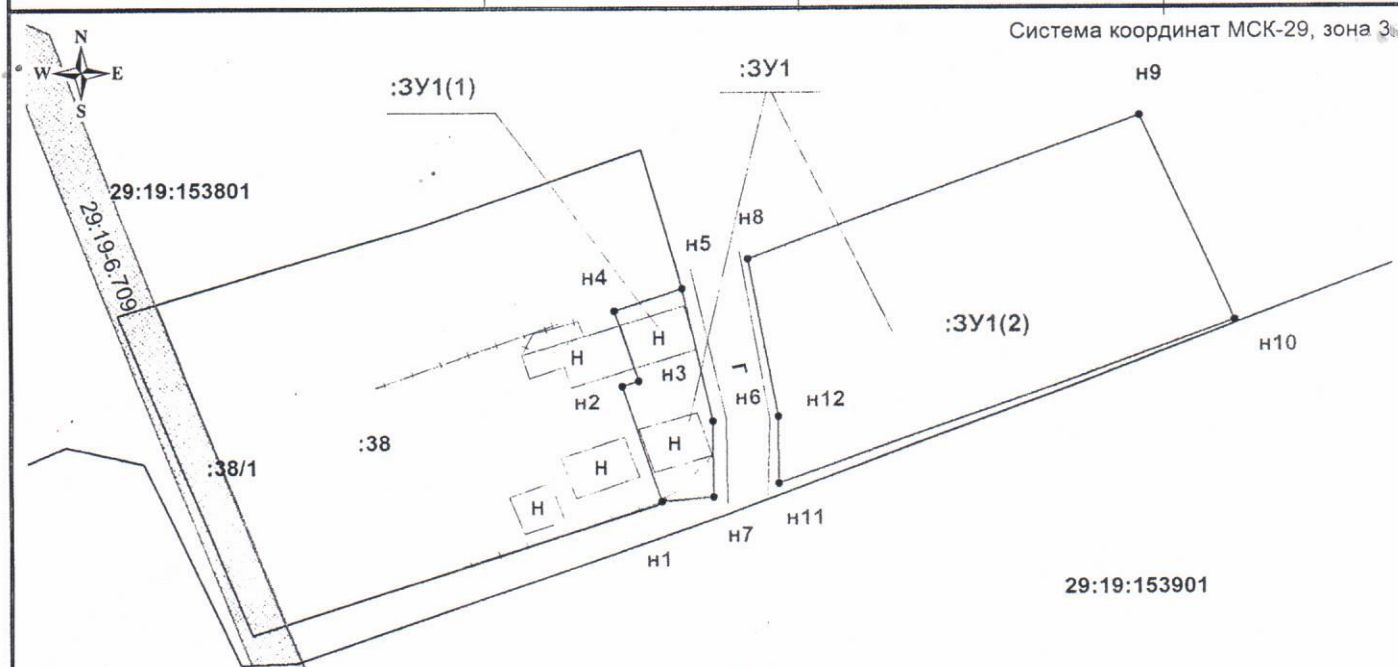 Система координат МСК-29, зона 3
N
W E
S
:ЗУ1(1)
:ЗУ1
н9
29:19:153801
29:19-6.709
н8
н5
н4
:ЗУ1(2)
Н
Н
н10
н3
Г
н2
н6
н12
:38
Н
:38/1
Н
Н
н7
н11
н1
29:19:153901